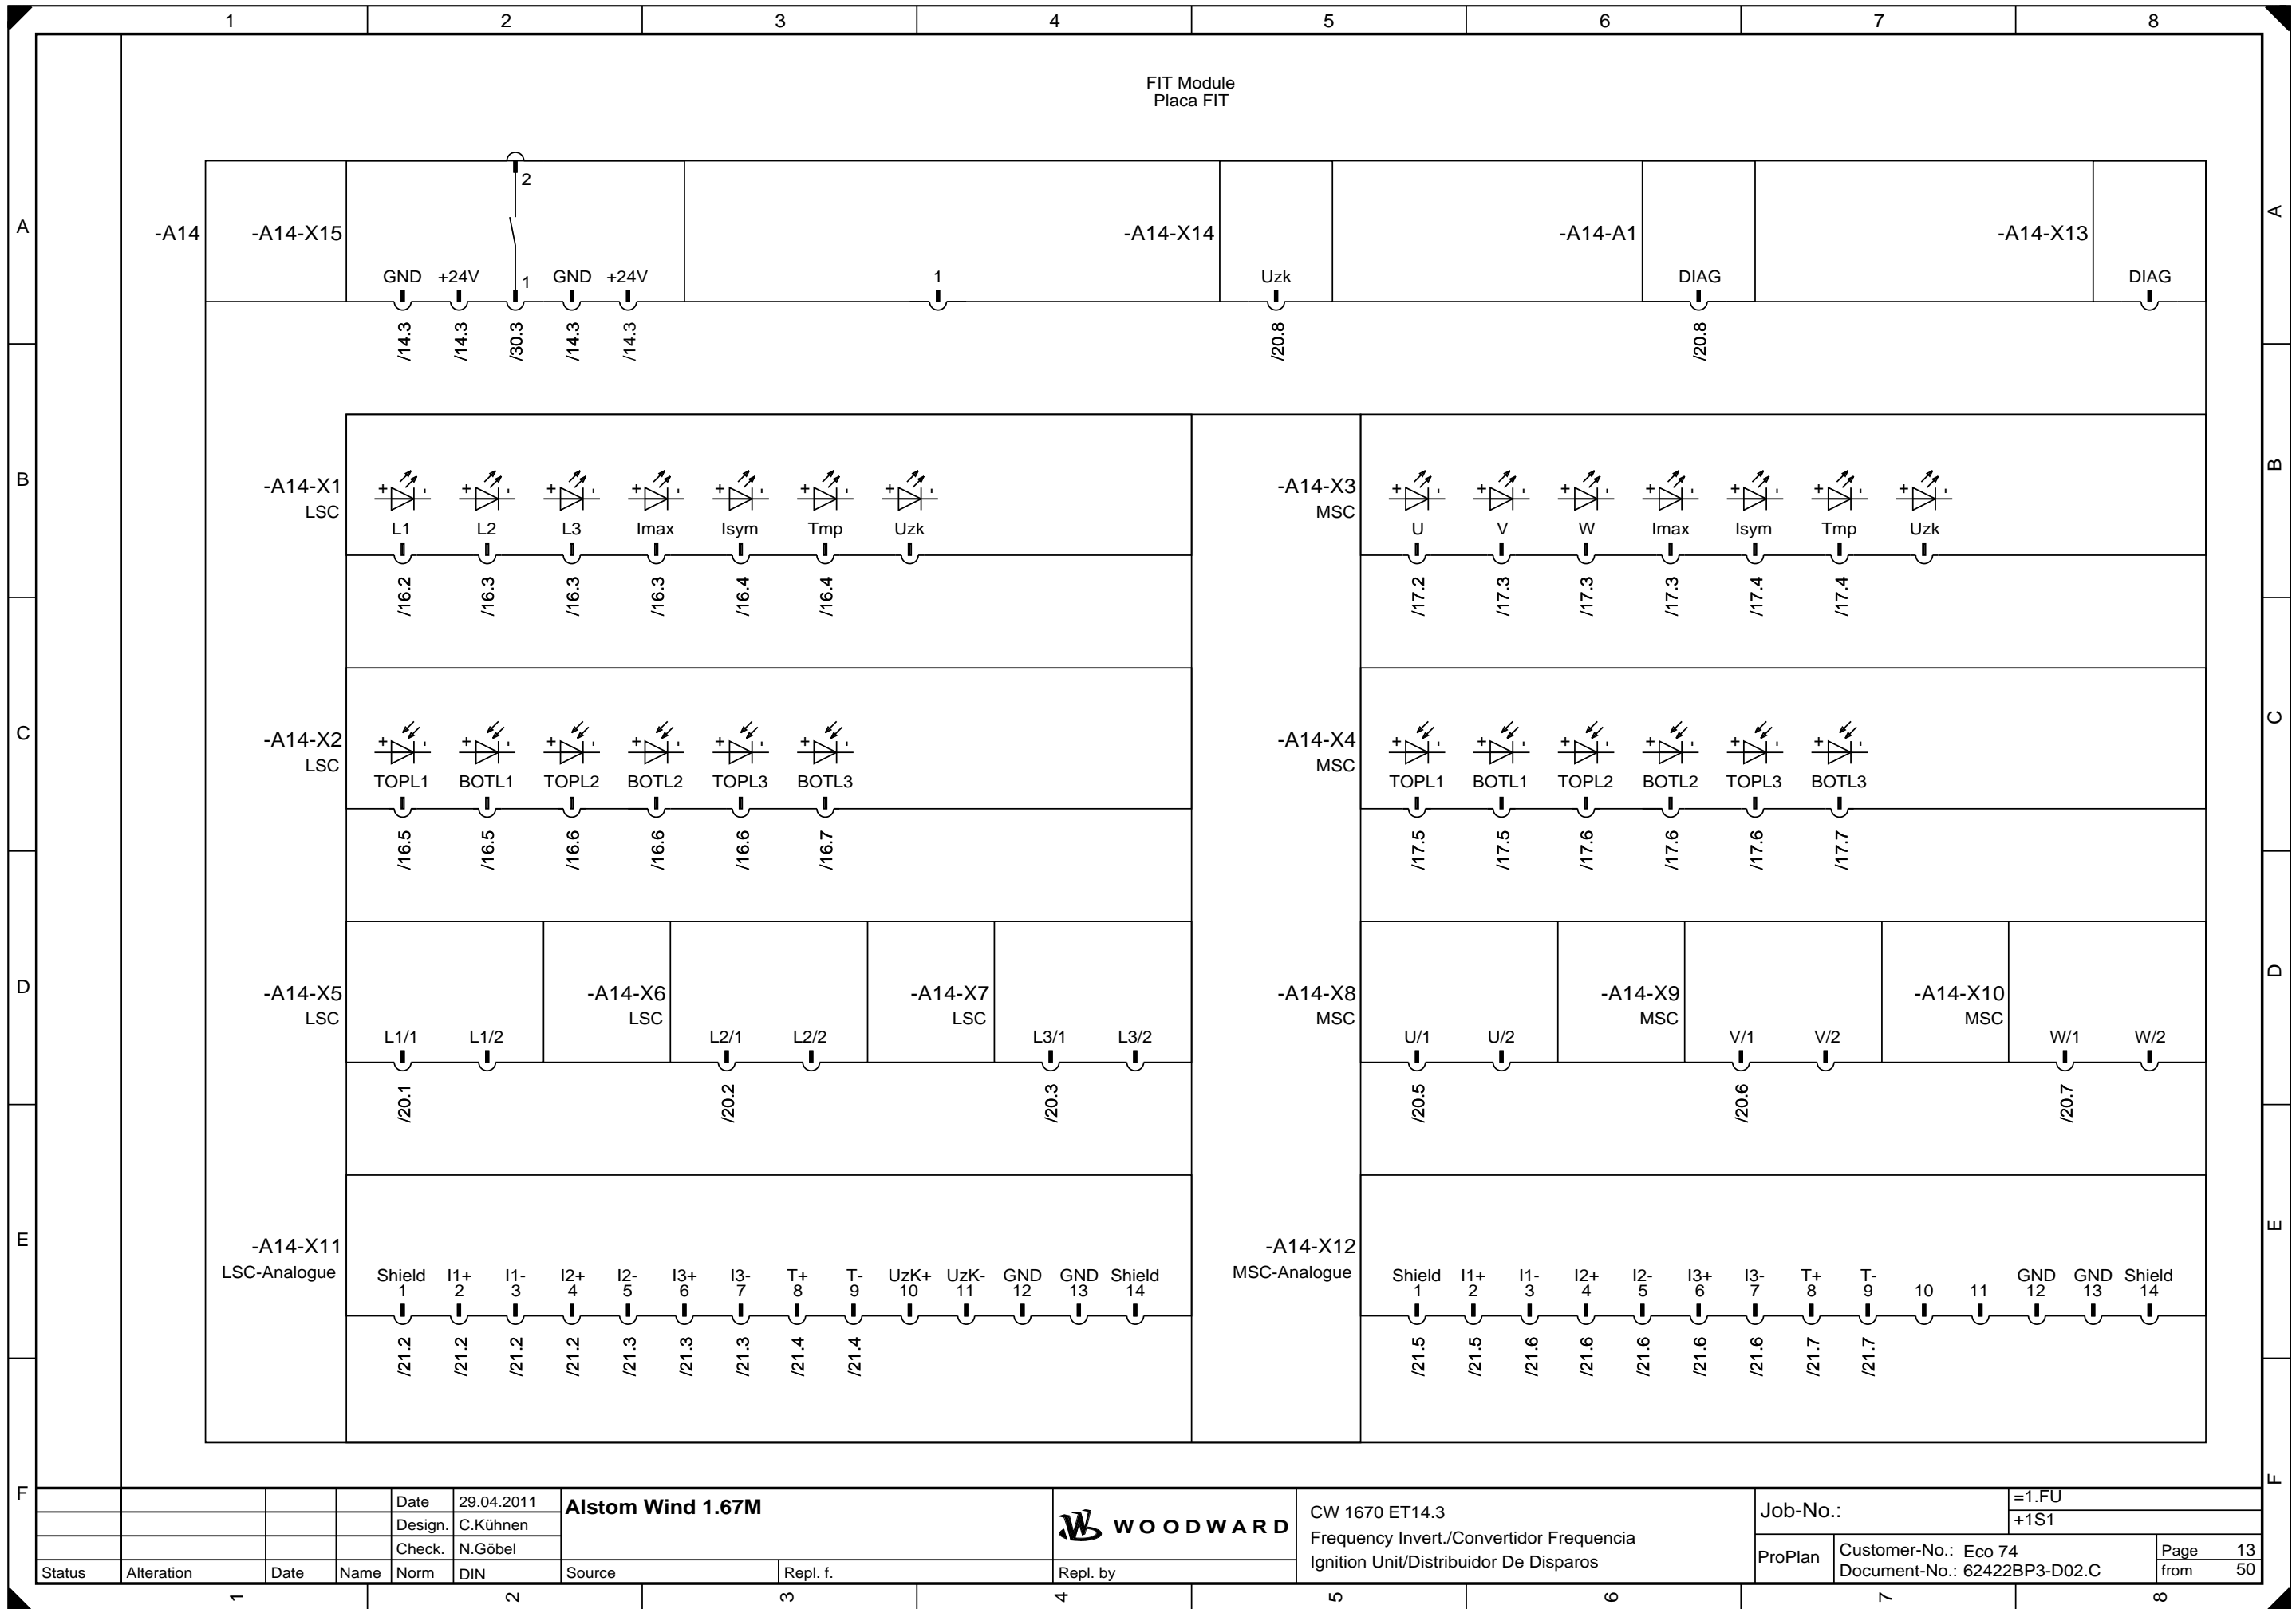 1 2 3 4 5 6 7 8
FIT Module
Placa FIT
A A
2
-A14 -A14-X15 -A14-X14 -A14-A1 -A14-X13
GND +24V 1 GND +24V 1 Uzk DIAG DIAG
/14.3 /14.3 /30.3 /14.3 /14.3 /20.8 /20.8
B B
-A14-X1 -A14-X3
LSC MSC
+ - + - + - + - + - + - + - + - + - + - + - + - + - + -
L1 L2 L3 Imax Isym Tmp Uzk U V W Imax Isym Tmp Uzk
/16.2 /16.3 /16.3 /16.3 /16.4 /16.4 /17.2 /17.3 /17.3 /17.3 /17.4 /17.4
C C
-A14-X2 -A14-X4
LSC MSC
+ - + - + - + - + - + - + - + - + - + - + - + -
TOPL1 BOTL1 TOPL2 BOTL2 TOPL3 BOTL3 TOPL1 BOTL1 TOPL2 BOTL2 TOPL3 BOTL3
/16.5 /16.5 /16.6 /16.6 /16.6 /16.7 /17.5 /17.5 /17.6 /17.6 /17.6 /17.7
D D
-A14-X5 -A14-X6 -A14-X7 -A14-X8 -A14-X9 -A14-X10
LSC LSC LSC MSC MSC MSC
L1/1 L1/2 L2/1 L2/2 L3/1 L3/2 U/1 U/2 V/1 V/2 W/1 W/2
/20.1 /20.2 /20.3 /20.5 /20.6 /20.7
E E
-A14-X11 -A14-X12
LSC-Analogue MSC-Analogue
Shield I1+ I1- I2+ I2- I3+ I3- T+ T- UzK+ UzK- GND GND Shield Shield I1+ I1- I2+ I2- I3+ I3- T+ T- GND GND Shield
1 2 3 4 5 6 7 8 9 10 11 12 13 14 1 2 3 4 5 6 7 8 9 10 11 12 13 14
/21.2 /21.2 /21.2 /21.2 /21.3 /21.3 /21.3 /21.4 /21.4 /21.5 /21.5 /21.6 /21.6 /21.6 /21.6 /21.6 /21.7 /21.7
F F
Date 29.04.2011
Design. C.Kühnen
Check. N.Göbel
Status Alteration Date Name Norm DIN
Alstom Wind 1.67M
Source Repl. f. Repl. by
WOODWARD
CW 1670 ET14.3
Frequency Invert./Convertidor Frequencia
Ignition Unit/Distribuidor De Disparos
Job-No.:
=1.FU
+1S1
ProPlan
Customer-No.: Eco 74
Document-No.: 62422BP3-D02.C
Page 13
from 50
1 2 3 4 5 6 7 8